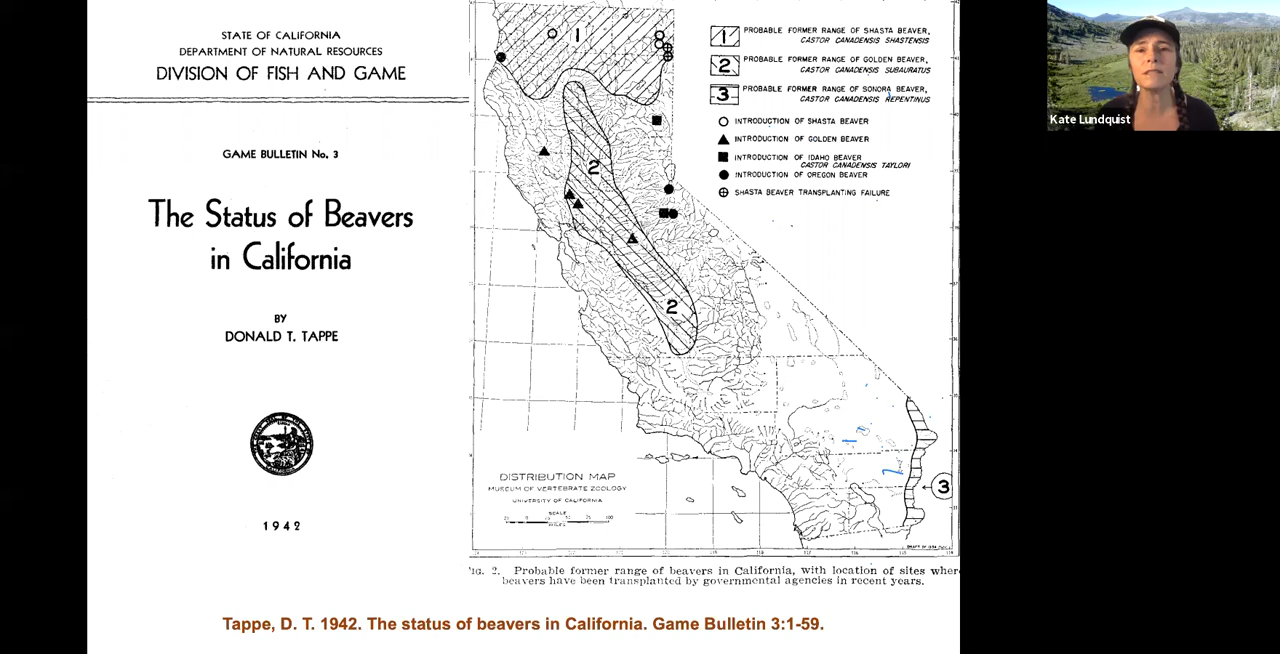 STATE OF CALIFORNIA
DEPARTMENT OF NATURAL RESOURCES
DIVISION OF FISH AND GAME
GAME BULLETIN No. 3
The Status of Beavers
in California
BY
DONALD T. TAPPE
1942
1
2
2
3
1 PROBABLE FORMER RANGE OF SHASTA BEAVER,
CASTOR CANADENSIS SHASTENSIS
2 PROBABLE FORMER RANGE OF GOLDEN BEAVER,
CASTOR CANADENSIS SUBAURATUS
3 PROBABLE FORMER RANGE OF SONORA BEAVER,
CASTOR CANADENSIS REPENTINUS
INTRODUCTION OF SHASTA BEAVER
INTRODUCTION OF GOLDEN BEAVER
INTRODUCTION OF IDAHO BEAVER
CASTOR CANADENSIS TAYLORI
INTRODUCTION OF OREGON BEAVER
SHASTA BEAVER TRANSPLANTING FAILURE
DISTRIBUTION MAP
MUSEUM OF VERTEBRATE ZOOLOGY
UNIVERSITY OF CALIFORNIA
SCALE
MILES
2. Probable former range of beavers in California, with location of sites wher
beavers have been transplanted by governmental agencies in recent years.
Tappe, D. T. 1942. The status of beavers in California. Game Bulletin 3:1-59.
Kate Lundquist